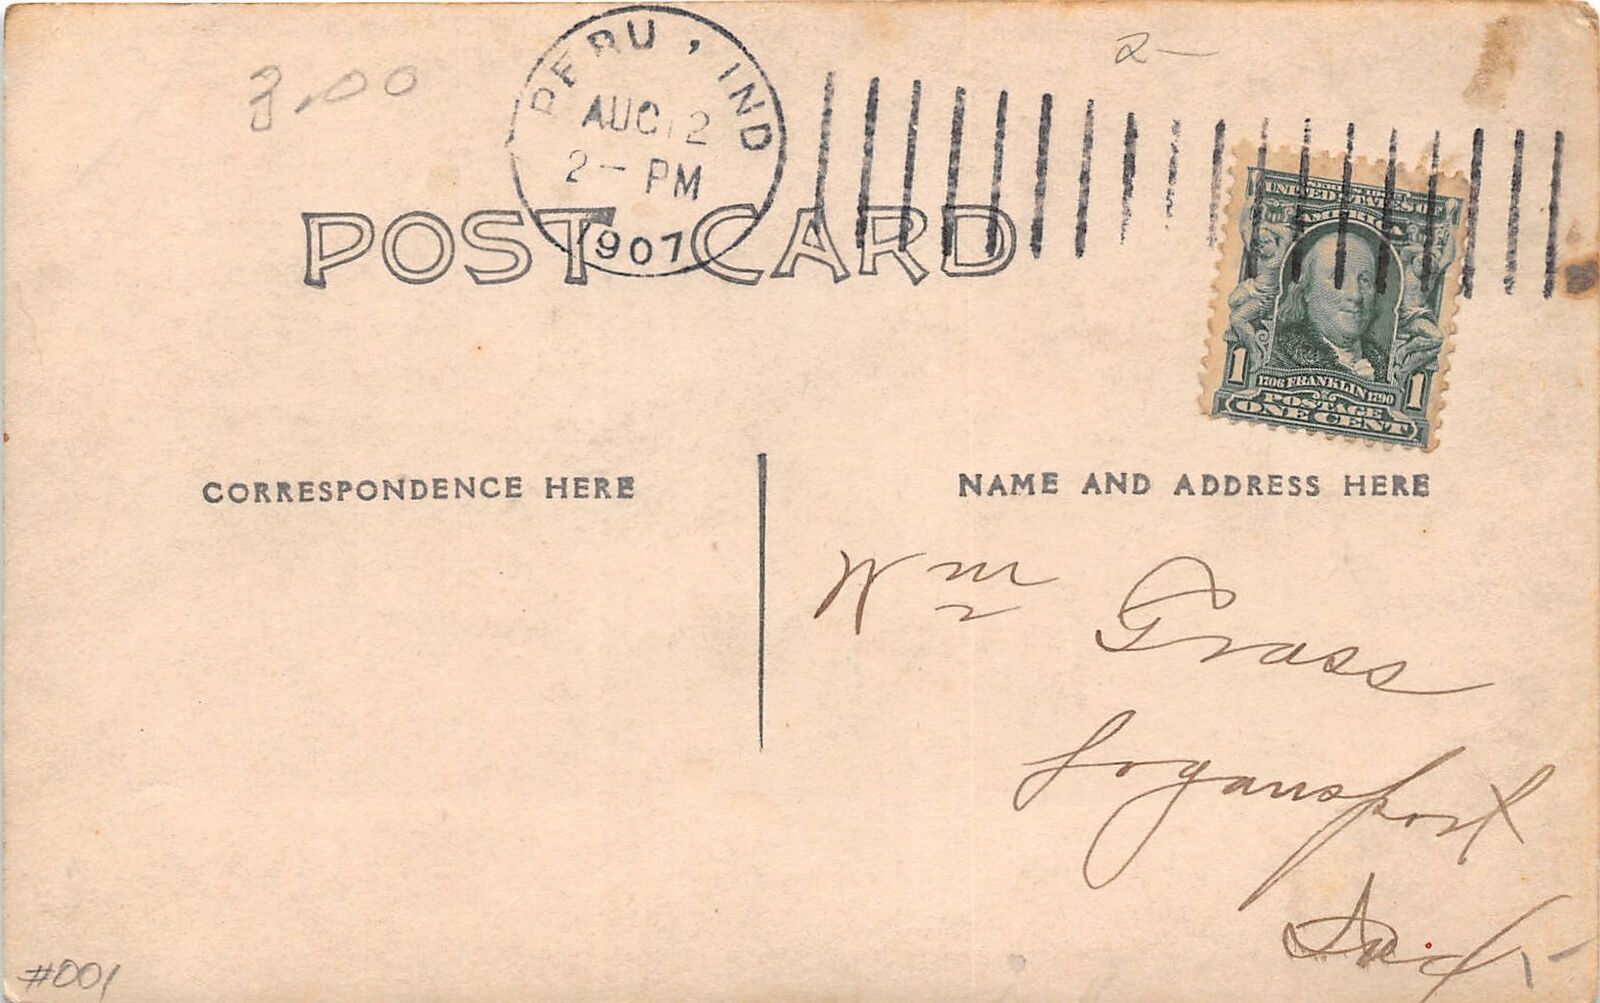 3.00
2-
PERU, IND
AUG 12
2- PM
1907
POST CARD
UNITED STATES OF
AMERICA
1 1
1706 FRANKLIN 1790
POSTAGE
ONE CENT
CORRESPONDENCE HERE
NAME AND ADDRESS HERE
Wm Grass
Logansport
Ind
#001